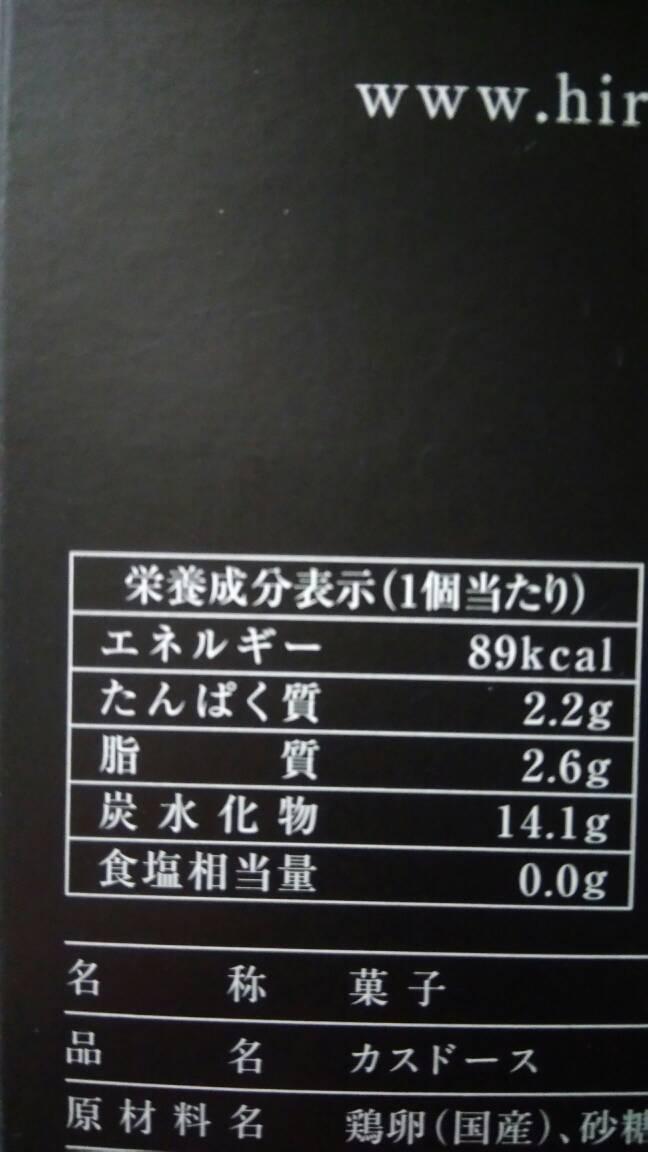 www.hir
栄養成分表示(1個当たり)
エネルギー 89kcal
たんぱく質 2.2g
脂質 2.6g
炭水化物 14.1g
食塩相当量 0.0g
名称 菓子
品名 カスドース
原材料名 鶏卵(国産)、砂糖